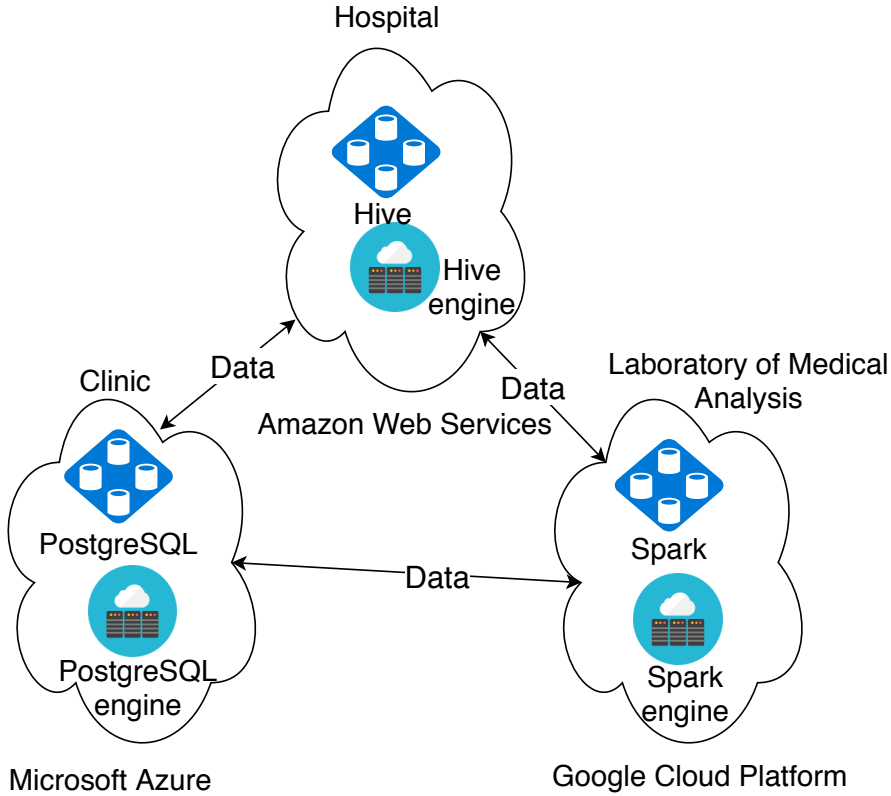 Hospital
Hive
Hive
engine
Data
Data
Amazon Web Services
Clinic
PostgreSQL
PostgreSQL
engine
Microsoft Azure
Data
Laboratory of Medical
Analysis
Spark
Spark
engine
Google Cloud Platform